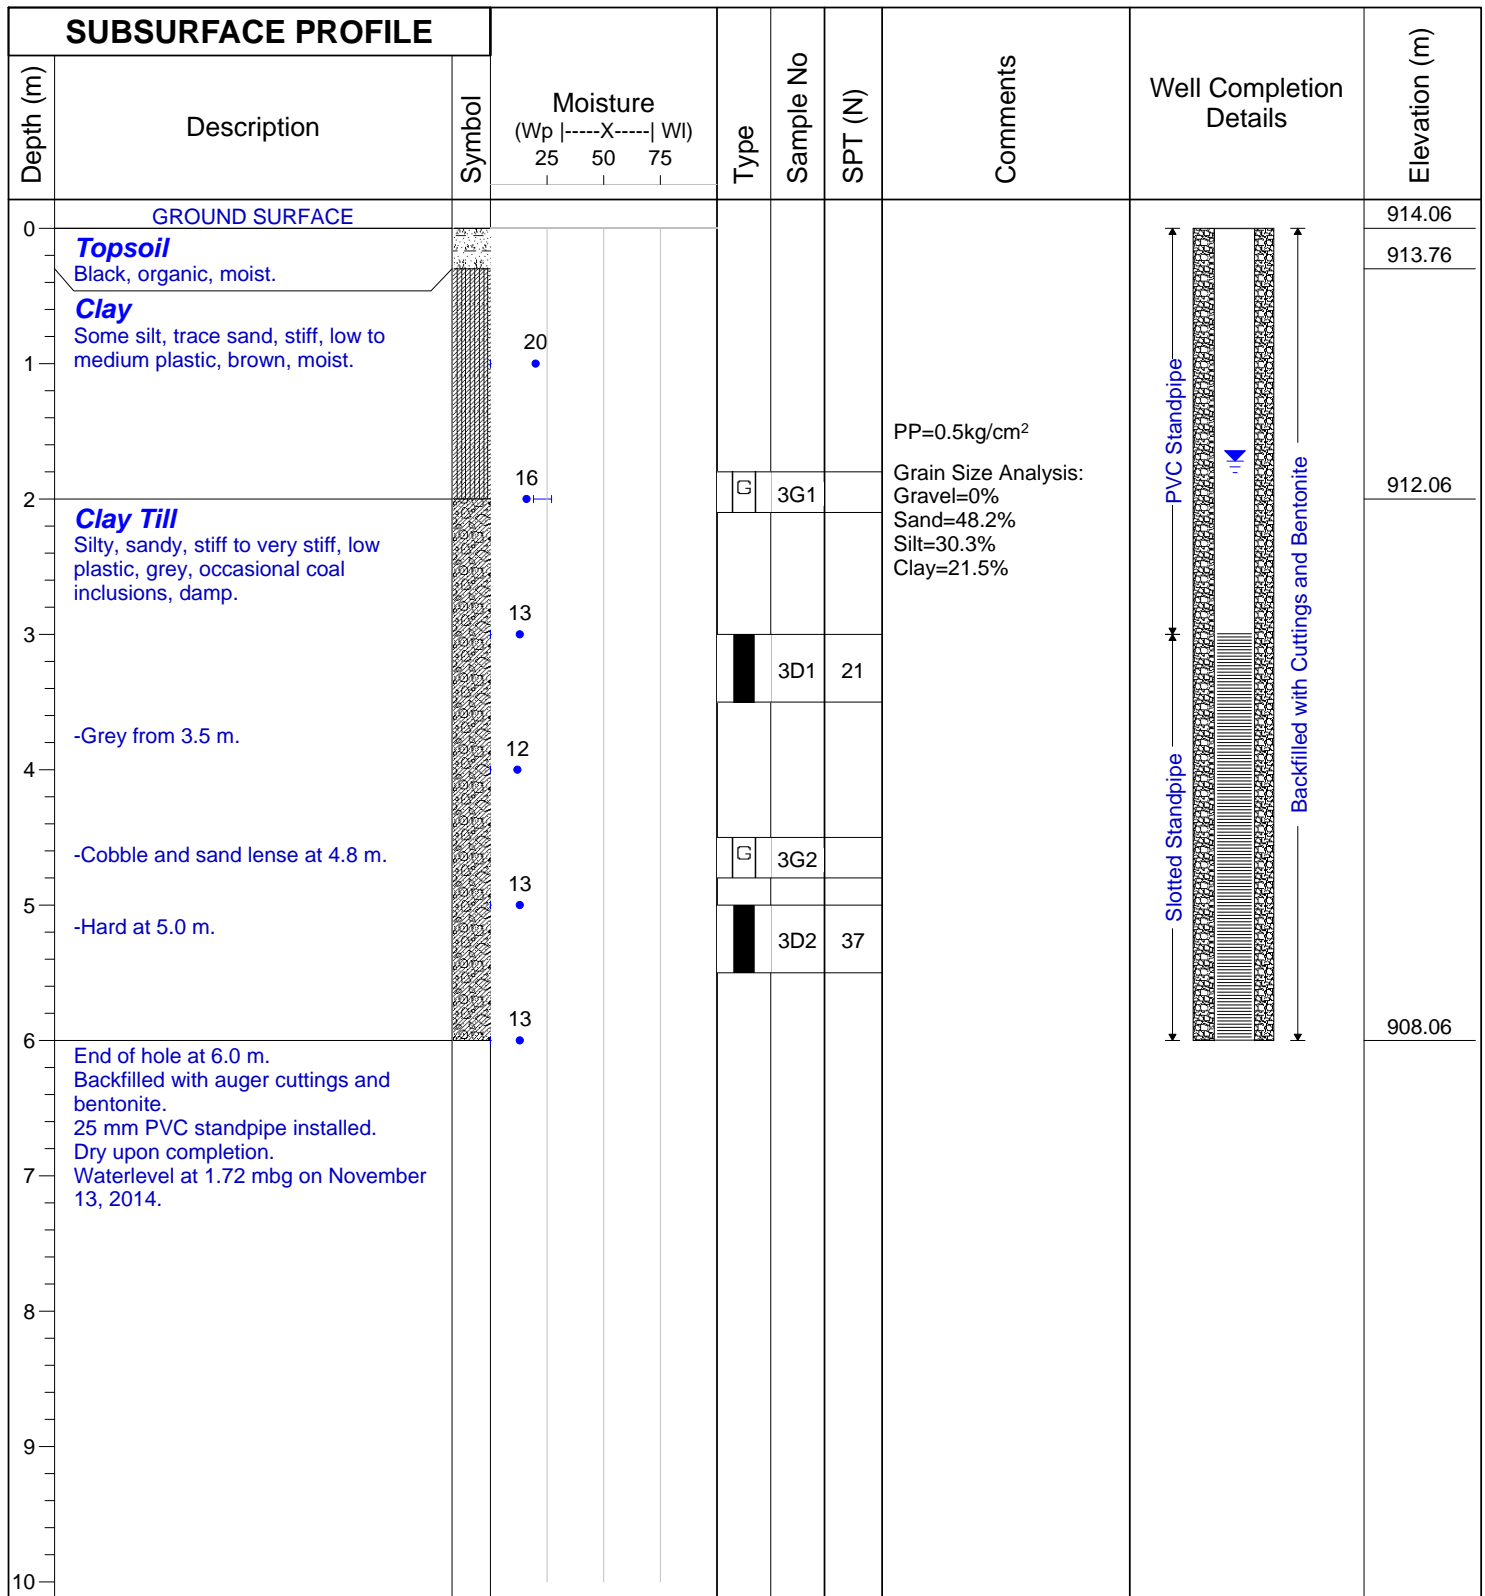 SUBSURFACE PROFILE
Depth (m)
Description
Symbol
Moisture
(Wp |-----X-----| Wl)
25 50 75
Type
Sample No
SPT (N)
Comments
Well Completion
Details
Elevation (m)
GROUND SURFACE
914.06
0
Topsoil
Black, organic, moist.
913.76
Clay
Some silt, trace sand, stiff, low to
medium plastic, brown, moist.
20
1
PP=0.5kg/cm²
Grain Size Analysis:
Gravel=0%
Sand=48.2%
Silt=30.3%
Clay=21.5%
16
G 3G1
912.06
2
Clay Till
Silty, sandy, stiff to very stiff, low
plastic, grey, occasional coal
inclusions, damp.
13
3
3D1 21
-Grey from 3.5 m.
12
4
-Cobble and sand lense at 4.8 m.
G 3G2
13
5
-Hard at 5.0 m.
3D2 37
13
6
908.06
PVC Standpipe
Slotted Standpipe
Backfilled with Cuttings and Bentonite
End of hole at 6.0 m.
Backfilled with auger cuttings and
bentonite.
25 mm PVC standpipe installed.
Dry upon completion.
Waterlevel at 1.72 mbg on November
13, 2014.
7
8
9
10